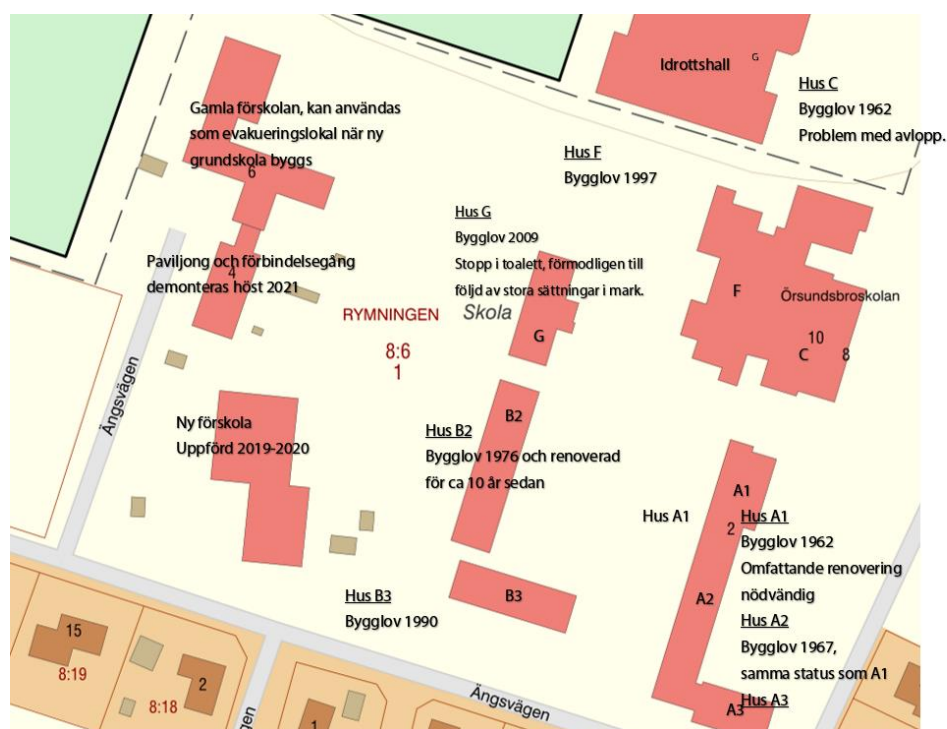 Idrottshall
G
Hus C
Bygglov 1962
Problem med avlopp.
Gamla förskolan, kan användas
som evakueringslokal när ny
grundskola byggs
6
Hus F
Bygglov 1997
Hus G
Bygglov 2009
Stopp i toalett, förmodligen till
följd av stora sättningar i mark.
Paviljong och förbindelsegång
demonteras höst 2021
4
RYMNINGEN
8:6
1
Skola
G
F
Örsundsbroskolan
10
C
8
Ängsvägen
Ny förskola
Uppförd 2019-2020
B2
Hus B2
Bygglov 1976 och renoverad
för ca 10 år sedan
Hus A1
A1
2
Hus A1
Bygglov 1962
Omfattande renovering
nödvändig
A2
Hus A2
Bygglov 1967,
samma status som A1
Hus A3
A3
Hus B3
Bygglov 1990
B3
Ängsvägen
15
8:19
2
8:18
gen
1